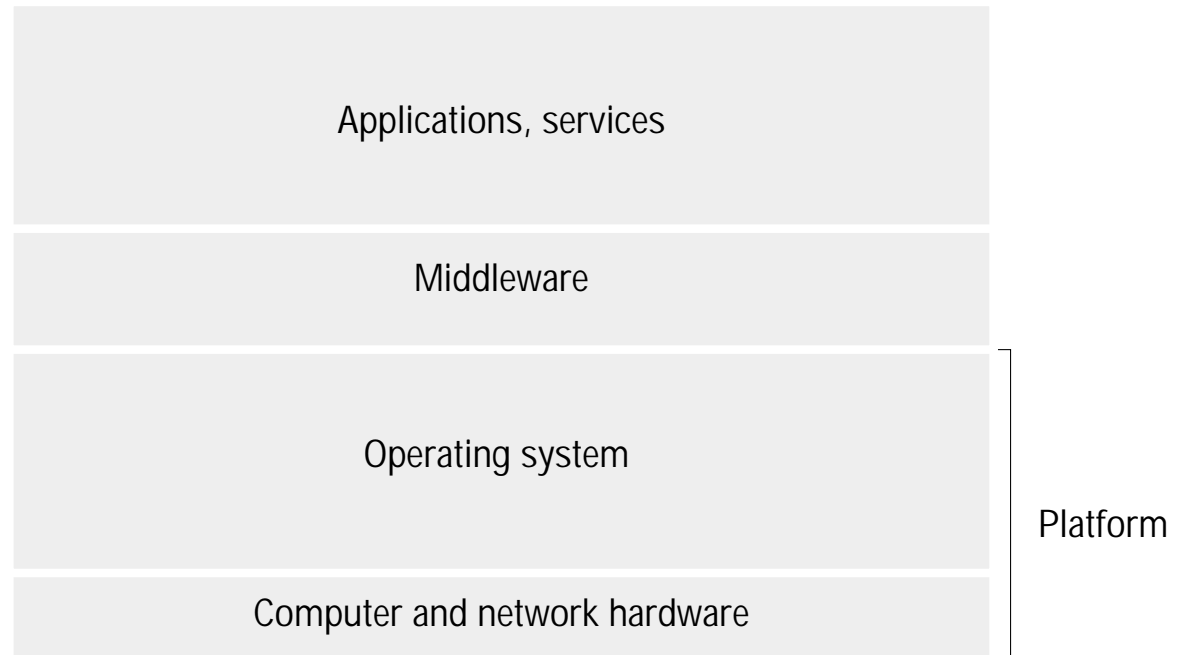 Applications, services
Middleware
Operating system
Platform
Computer and network hardware